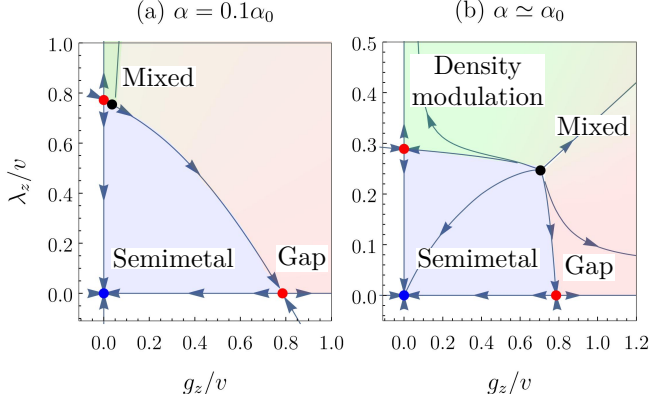 (a) α = 0.1α₀
(b) α ≃ α₀
λ_z/v
1.0
0.8
0.6
0.4
0.2
0.0
Mixed
Semimetal
Gap
0.0 0.2 0.4 0.6 0.8 1.0
g_z/v
0.5
0.4
0.3
0.2
0.1
0.0
Density
modulation
Mixed
Semimetal
Gap
0.0 0.2 0.4 0.6 0.8 1.0 1.2
g_z/v